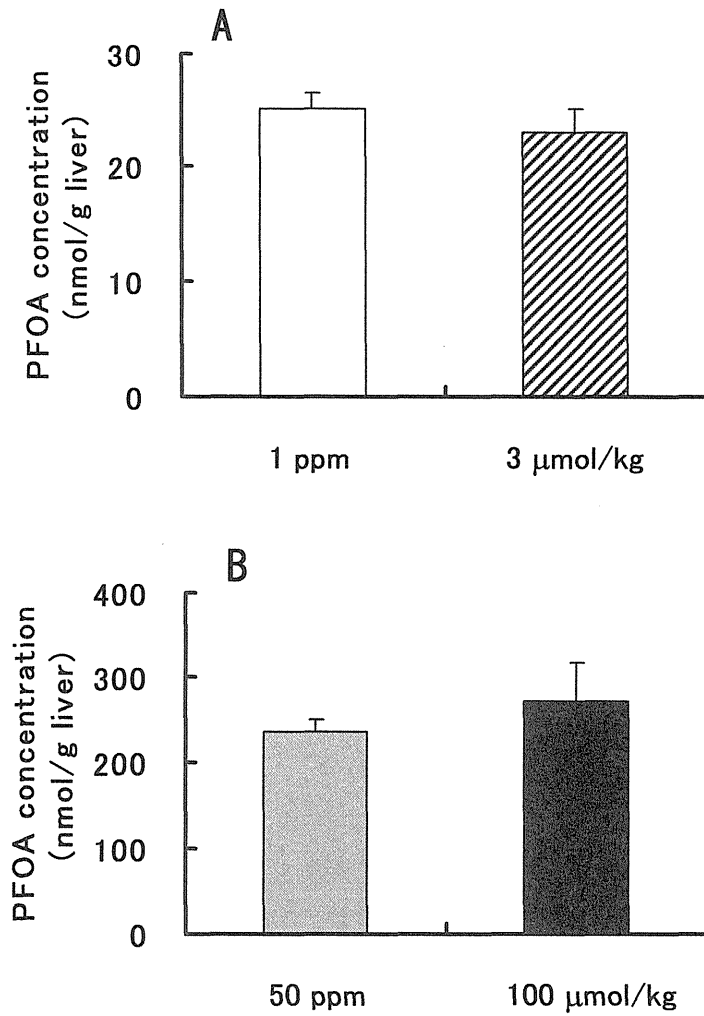 A
PFOA concentration
(nmol/g liver)
30
20
10
0
1 ppm
3 μmol/kg
B
PFOA concentration
(nmol/g liver)
400
300
200
100
0
50 ppm
100 μmol/kg